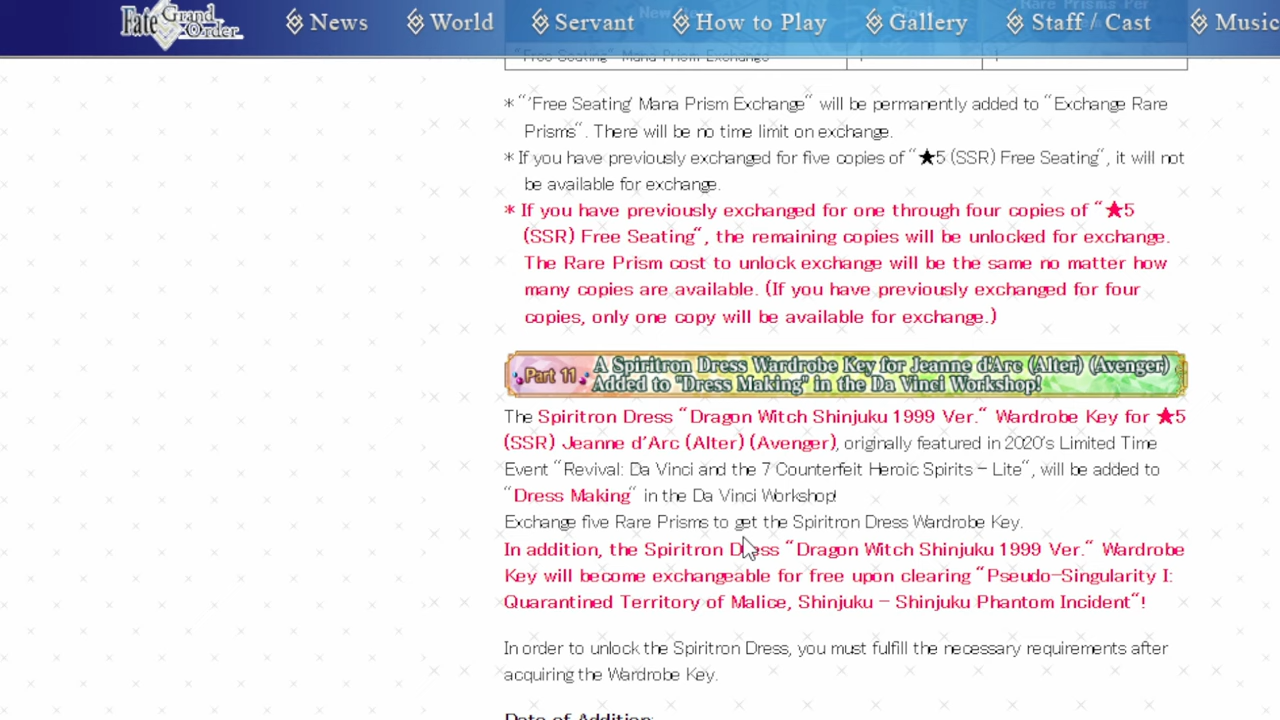 Fate Grand Order
News World Servant How to Play Gallery Staff / Cast Music
"Free Seating" Mana Prism Exchange 1 1
* "'Free Seating' Mana Prism Exchange" will be permanently added to "Exchange Rare
Prisms". There will be no time limit on exchange.
* If you have previously exchanged for five copies of "★5 (SSR) Free Seating", it will not
be available for exchange.
* If you have previously exchanged for one through four copies of "★5
(SSR) Free Seating", the remaining copies will be unlocked for exchange.
The Rare Prism cost to unlock exchange will be the same no matter how
many copies are available. (If you have previously exchanged for four
copies, only one copy will be available for exchange.)
Part 11 A Spiritron Dress Wardrobe Key for Jeanne d'Arc (Alter) (Avenger)
Added to "Dress Making" in the Da Vinci Workshop!
The Spiritron Dress "Dragon Witch Shinjuku 1999 Ver." Wardrobe Key for ★5
(SSR) Jeanne d'Arc (Alter) (Avenger), originally featured in 2020's Limited Time
Event "Revival: Da Vinci and the 7 Counterfeit Heroic Spirits - Lite", will be added to
"Dress Making" in the Da Vinci Workshop!
Exchange five Rare Prisms to get the Spiritron Dress Wardrobe Key.
In addition, the Spiritron Dress "Dragon Witch Shinjuku 1999 Ver." Wardrobe
Key will become exchangeable for free upon clearing "Pseudo-Singularity I:
Quarantined Territory of Malice, Shinjuku - Shinjuku Phantom Incident"!
In order to unlock the Spiritron Dress, you must fulfill the necessary requirements after
acquiring the Wardrobe Key.
Date of Addition: